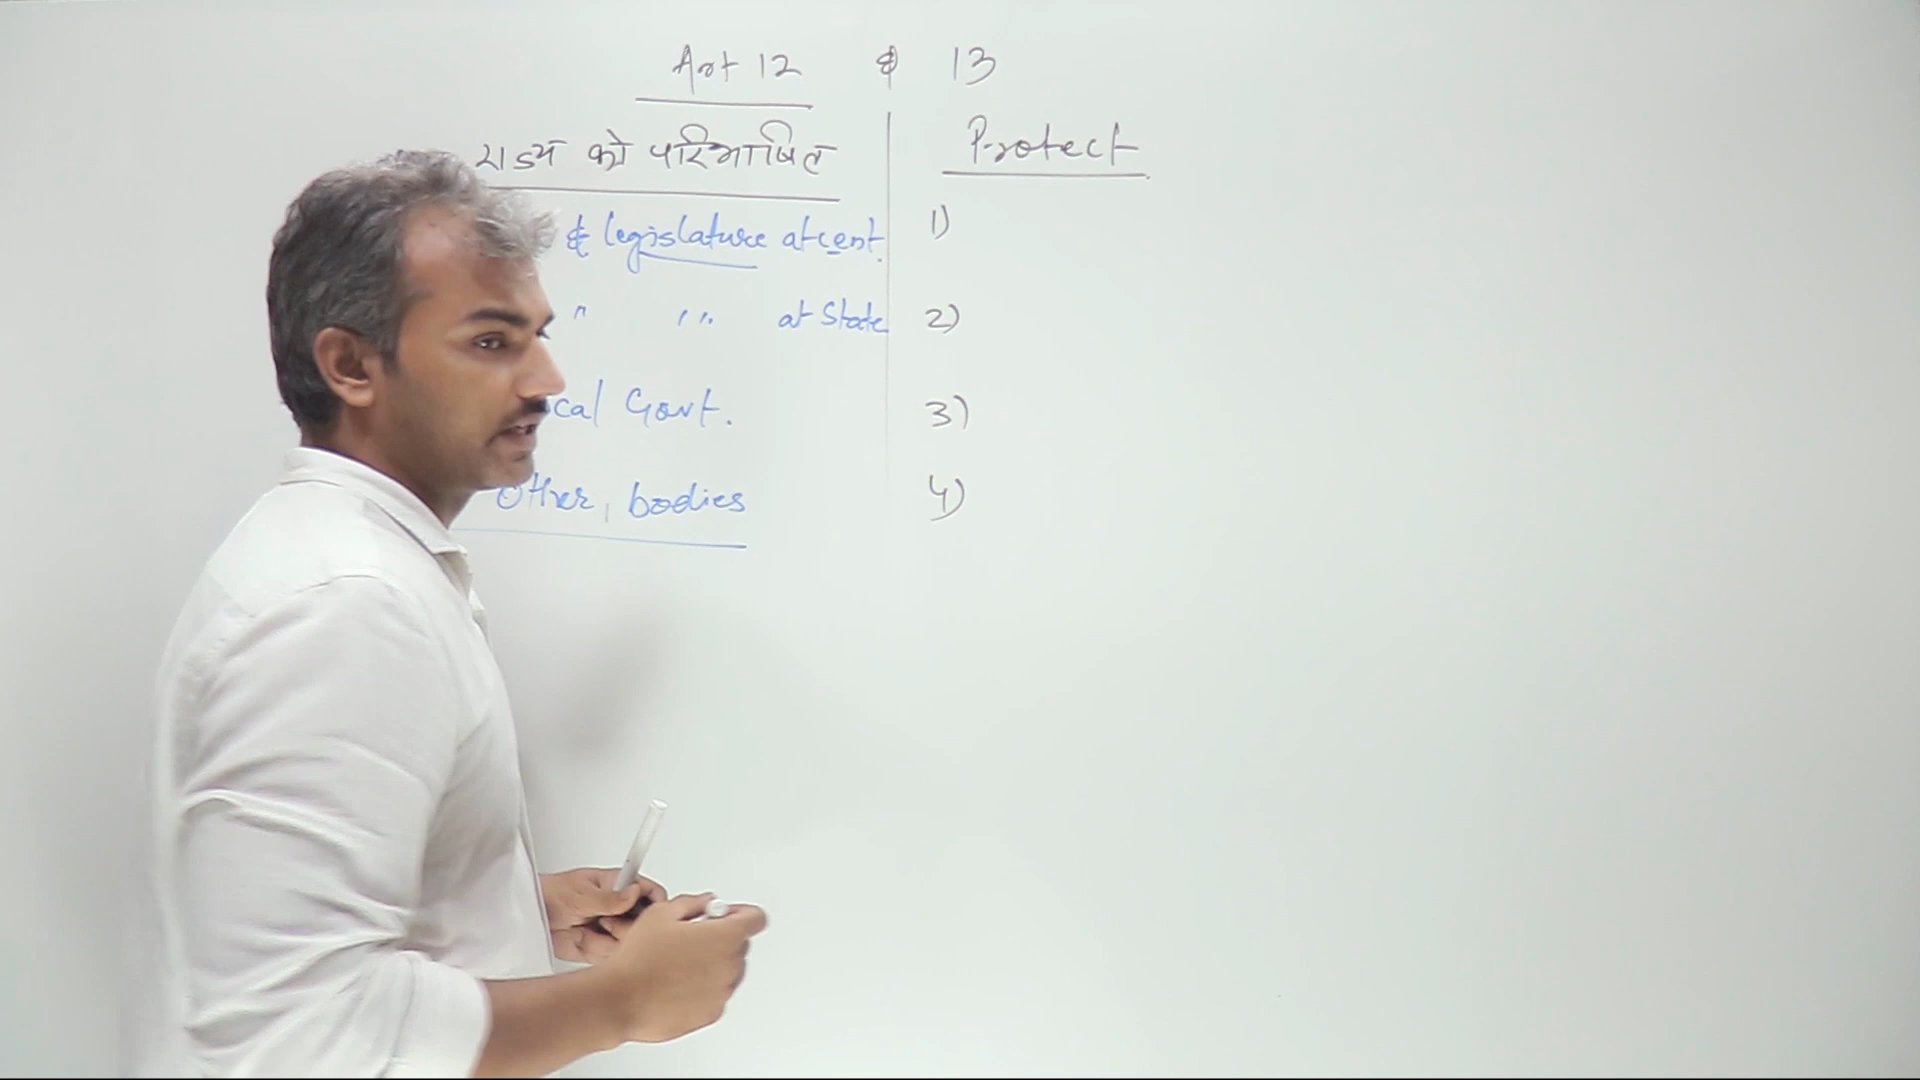 Art 12 & 13
राज्य को परिभाषित
Protect
& legislature at cent.
" " at State
cal Govt.
Other, bodies
1)
2)
3)
4)